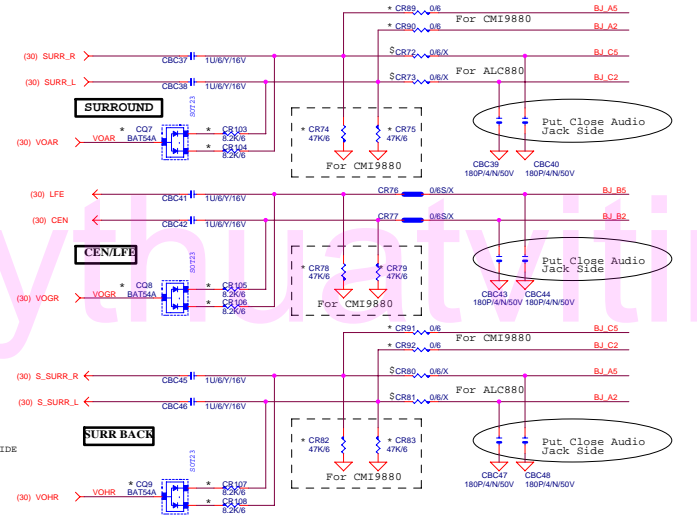 * CR89 0/6 BJ_A5
For CMI9880
* CR90 0/6 BJ_A2
(30) SURR_R CBC37 1U/6/Y/16V $CR72 0/6/X BJ_C5
For ALC880
(30) SURR_L CBC38 1U/6/Y/16V $CR73 0/6/X BJ_C2
SURROUND
SOT23
* CR74 47K/6
* CR75 47K/6
For CMI9880
Put Close Audio
Jack Side
(30) VOAR VOAR * CQ7 BAT54A
* CR103 8.2K/6
* CR104 8.2K/6
CBC39 180P/4/N/50V
CBC40 180P/4/N/50V
(30) LFE CBC41 1U/6/Y/16V CR76 0/6S/X BJ_B5
(30) CEN CBC42 1U/6/Y/16V CR77 0/6S/X BJ_B2
CEN/LFE
SOT23
* CR78 47K/6
* CR79 47K/6
For CMI9880
Put Close Audio
Jack Side
(30) VOGR VOGR * CQ8 BAT54A
* CR105 8.2K/6
* CR106 8.2K/6
CBC43 180P/4/N/50V
CBC44 180P/4/N/50V
* CR91 0/6 BJ_C5
For CMI9880
* CR92 0/6 BJ_C2
(30) S_SURR_R CBC45 1U/6/Y/16V $CR80 0/6/X BJ_A5
For ALC880
(30) S_SURR_L CBC46 1U/6/Y/16V $CR81 0/6/X BJ_A2
SURR BACK
IDE
SOT23
* CR82 47K/6
* CR83 47K/6
For CMI9880
Put Close Audio
Jack Side
(30) VOHR VOHR * CQ9 BAT54A
* CR107 8.2K/6
* CR108 8.2K/6
CBC47 180P/4/N/50V
CBC48 180P/4/N/50V
ythuatviti